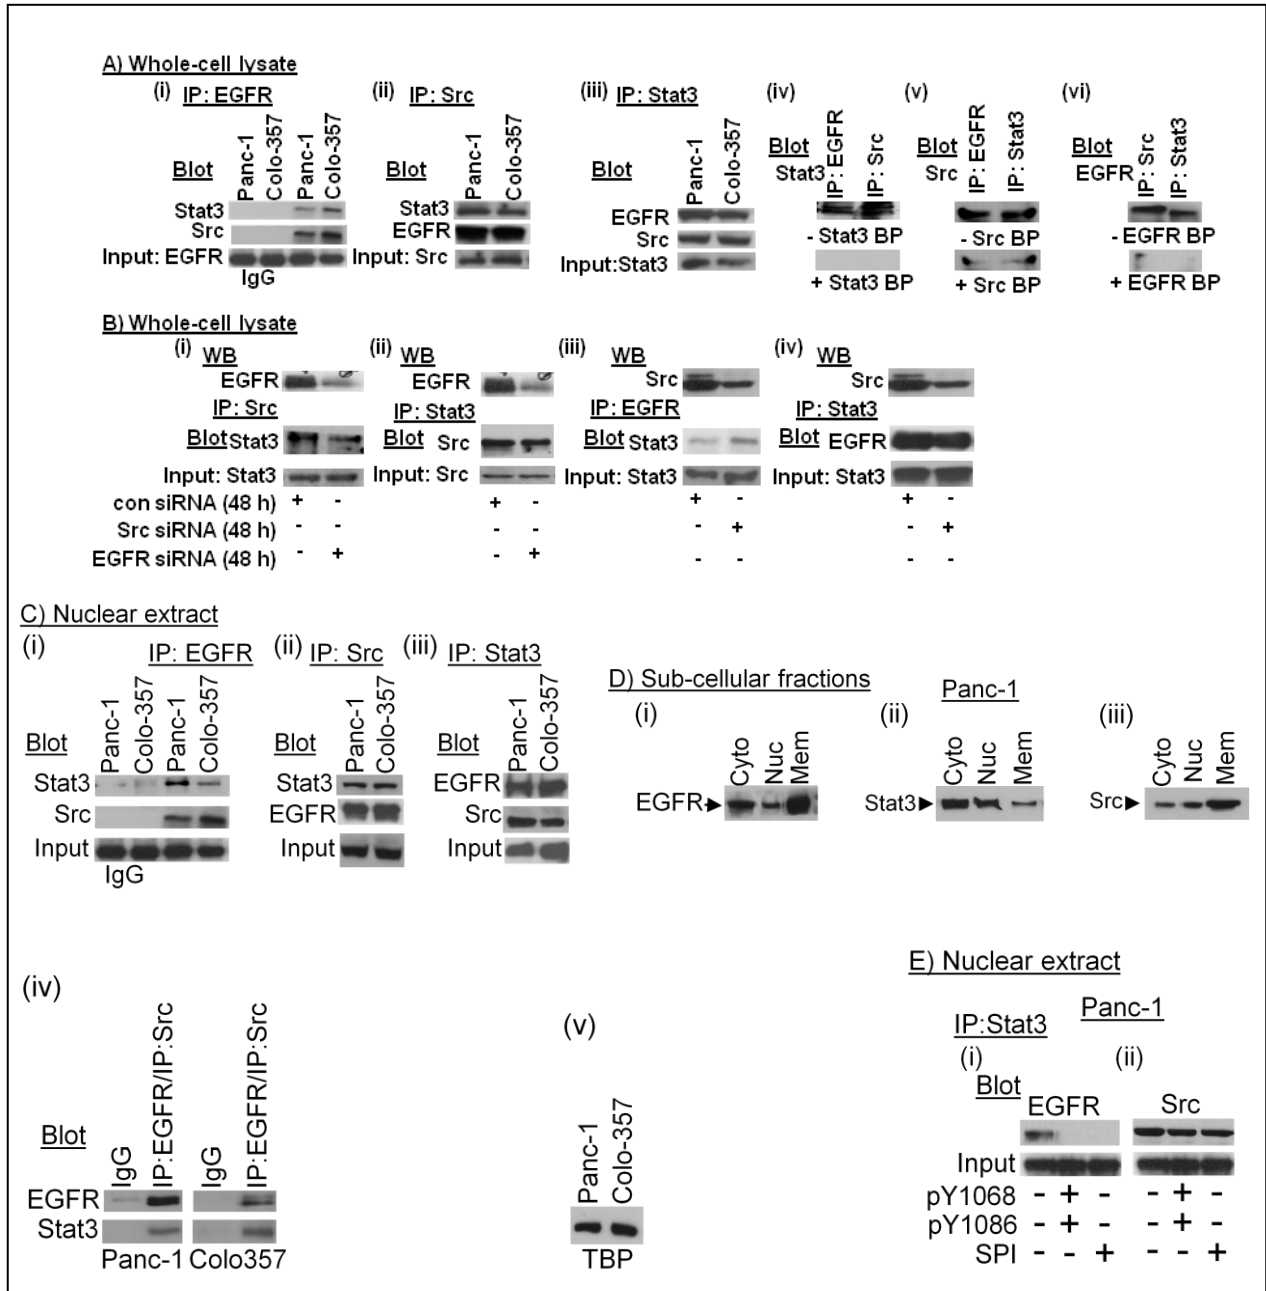 A) Whole-cell lysate
(i) IP: EGFR
Blot Panc-1 Colo-357 Panc-1 Colo-357
Stat3
Src
Input: EGFR
IgG
(ii) IP: Src
Blot Panc-1 Colo-357
Stat3
EGFR
Input: Src
(iii) IP: Stat3
Blot Panc-1 Colo-357
EGFR
Src
Input:Stat3
(iv)
Blot IP: EGFR IP: Src
Stat3
- Stat3 BP
+ Stat3 BP
(v)
Blot IP: EGFR IP: Stat3
Src
- Src BP
+ Src BP
(vi)
Blot IP: Src IP: Stat3
EGFR
- EGFR BP
+ EGFR BP
B) Whole-cell lysate
(i) WB
EGFR
IP: Src
Blot Stat3
Input: Stat3
(ii) WB
EGFR
IP: Stat3
Blot Src
Input: Src
(iii) WB
Src
IP: EGFR
Blot Stat3
Input: Stat3
(iv) WB
Src
IP: Stat3
Blot EGFR
Input: Stat3
con siRNA (48 h) + - + - + - + -
Src siRNA (48 h) - - - - - + - +
EGFR siRNA (48 h) - + - + - - - -
C) Nuclear extract
(i) IP: EGFR
Blot Panc-1 Colo-357 Panc-1 Colo-357
Stat3
Src
Input
IgG
(ii) IP: Src
Blot Panc-1 Colo-357
Stat3
EGFR
Input
(iii) IP: Stat3
Blot Panc-1 Colo-357
EGFR
Src
Input
D) Sub-cellular fractions
Panc-1
(i)
Cyto Nuc Mem
EGFR
(ii)
Cyto Nuc Mem
Stat3
(iii)
Cyto Nuc Mem
Src
(iv)
Blot IgG IP:EGFR/IP:Src IgG IP:EGFR/IP:Src
EGFR
Stat3
Panc-1 Colo357
(v)
Panc-1 Colo-357
TBP
E) Nuclear extract
IP:Stat3 Panc-1
(i) (ii)
Blot
EGFR Src
Input
pY1068 - + - - + -
pY1086 - + - - + -
SPI - - + - - +